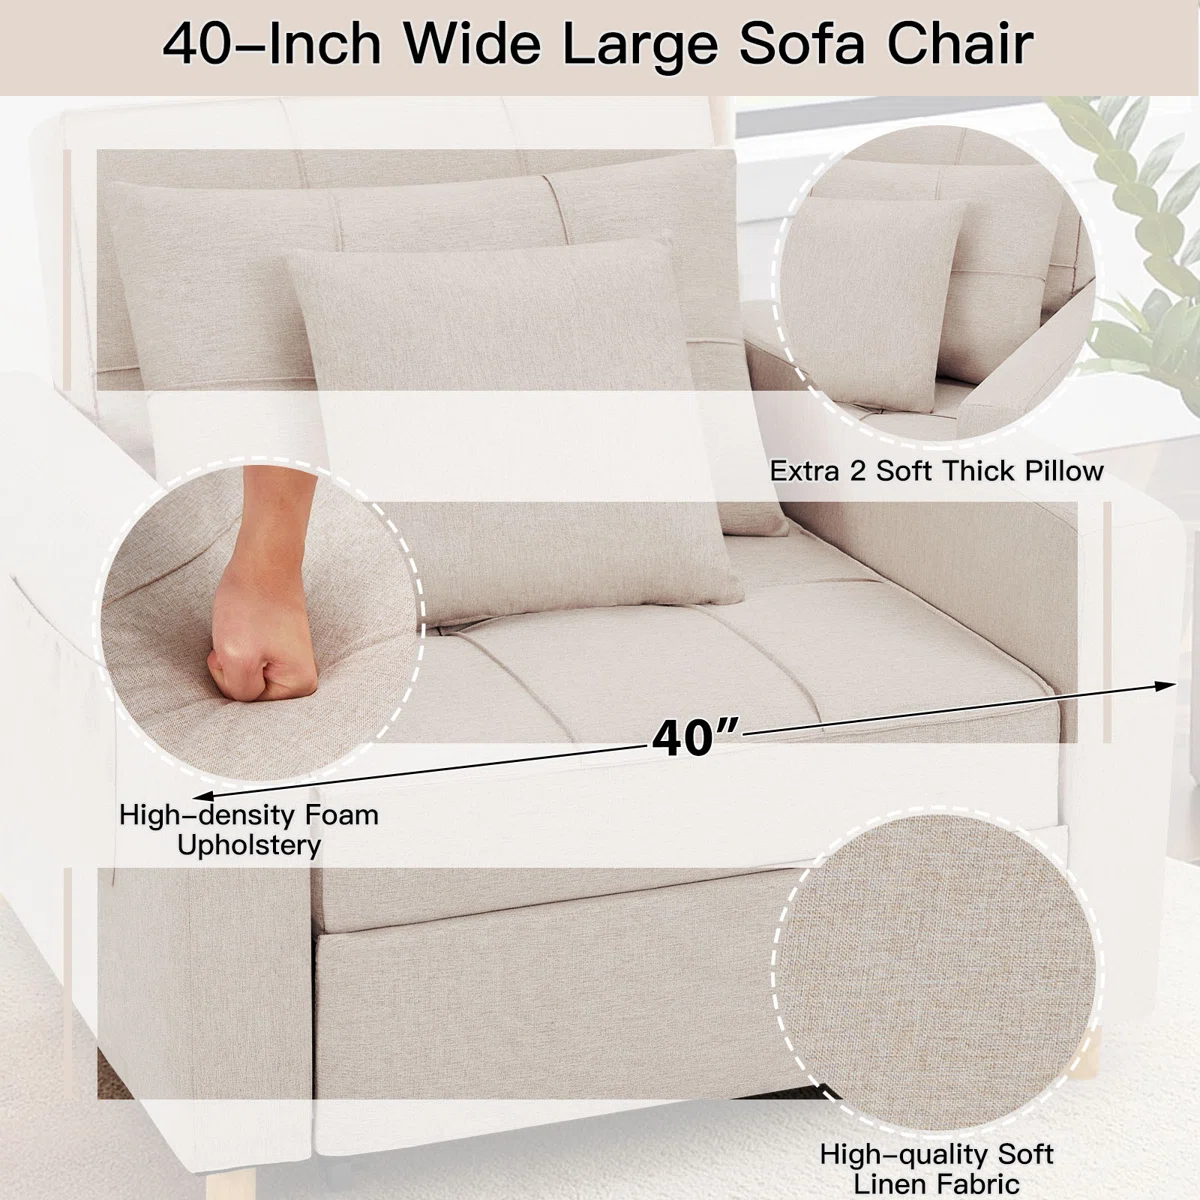 40-Inch Wide Large Sofa Chair
Extra 2 Soft Thick Pillow
40”
High-density Foam
Upholstery
High-quality Soft
Linen Fabric